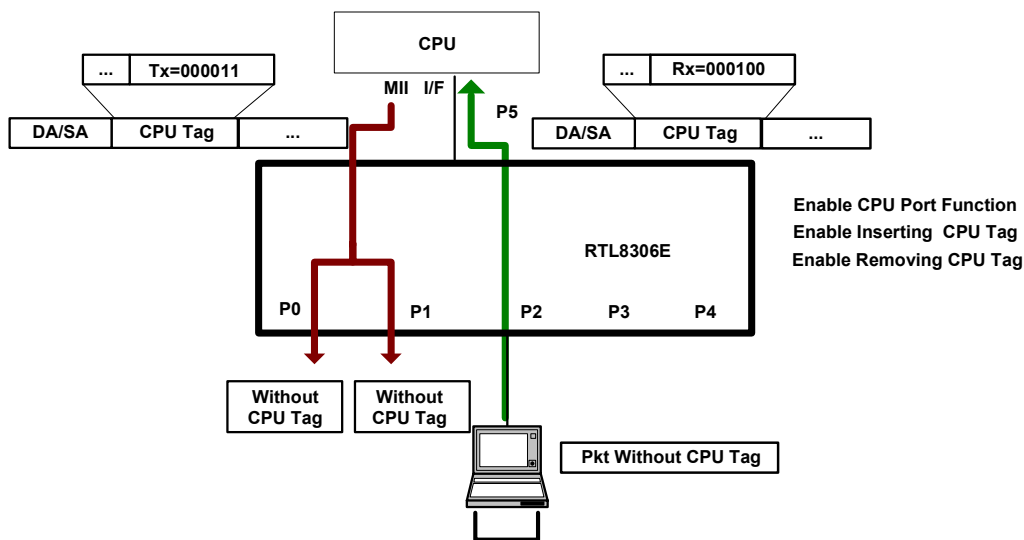 CPU
... Tx=000011
... Rx=000100
MII I/F
P5
DA/SA CPU Tag ...
DA/SA CPU Tag ...
Enable CPU Port Function
Enable Inserting CPU Tag
Enable Removing CPU Tag
RTL8306E
P0 P1 P2 P3 P4
Without
CPU Tag
Without
CPU Tag
Pkt Without CPU Tag